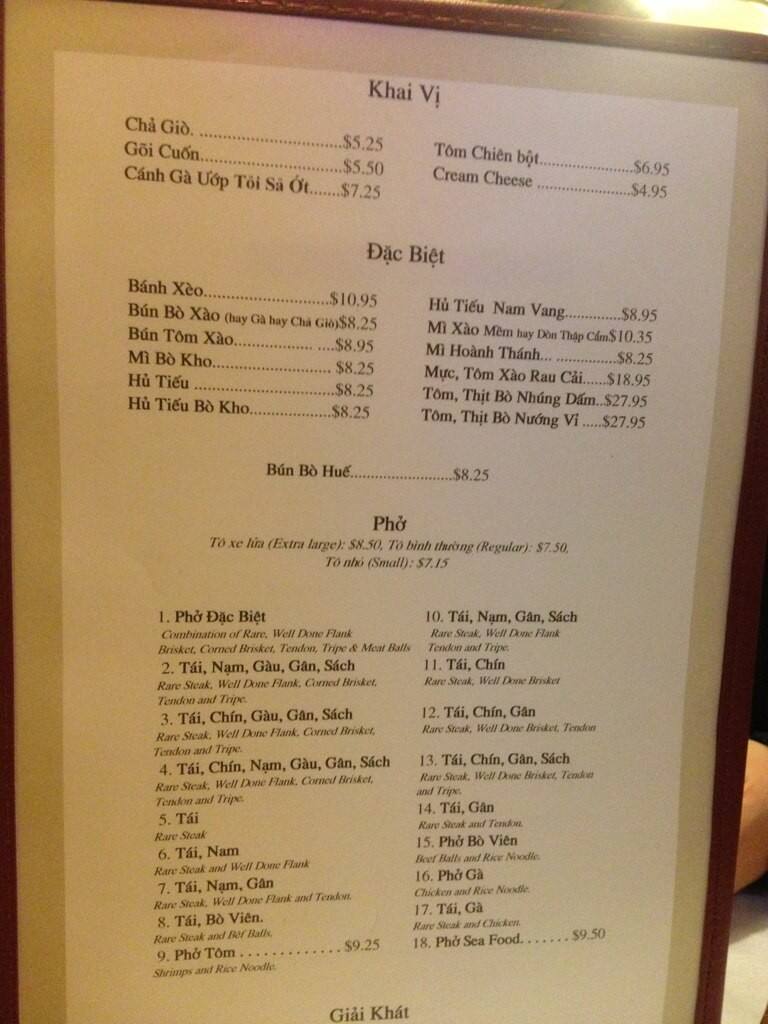 Khai Vị
Chả Giò. ..............................$5.25
Gõi Cuốn..............................$5.50
Cánh Gà Ướp Tỏi Sả Ớt.......$7.25
Tôm Chiên bột....................$6.95
Cream Cheese ....................$4.95
Đặc Biệt
Bánh Xèo...........................$10.95
Bún Bò Xào (hay Gà hay Chả Giò)$8.25
Bún Tôm Xào................. ....$8.95
Mì Bò Kho......................... $8.25
Hủ Tiếu .............................$8.25
Hủ Tiếu Bò Kho..................$8.25
Hủ Tiếu Nam Vang.............$8.95
Mì Xào Mềm hay Dòn Thập Cẩm$10.35
Mì Hoành Thánh... ..............$8.25
Mực, Tôm Xào Rau Cải......$18.95
Tôm, Thịt Bò Nhúng Dấm..$27.95
Tôm, Thịt Bò Nướng Vỉ .....$27.95
Bún Bò Huế.........................$8.25
Phở
Tô xe lửa (Extra large): $8.50, Tô bình thường (Regular): $7.50,
Tô nhỏ (Small): $7.15
1. Phở Đặc Biệt
Combination of Rare, Well Done Flank
Brisket, Corned Brisket, Tendon, Tripe & Meat Balls
2. Tái, Nạm, Gàu, Gân, Sách
Rare Steak, Well Done Flank, Corned Brisket,
Tendon and Tripe.
3. Tái, Chín, Gàu, Gân, Sách
Rare Steak, Well Done Flank, Corned Brisket,
Tendon and Tripe.
4. Tái, Chín, Nạm, Gàu, Gân, Sách
Rare Steak, Well Done Flank, Corned Brisket,
Tendon and Tripe.
5. Tái
Rare Steak
6. Tái, Nam
Rare Steak and Well Done Flank
7. Tái, Nạm, Gân
Rare Steak, Well Done Flank and Tendon.
8. Tái, Bò Viên.
Rare Steak and Bêf Balls.
9. Phở Tôm . . . . . . . . . . . . . $9.25
Shrimps and Rice Noodle.
10. Tái, Nạm, Gân, Sách
Rare Steak, Well Done Flank
Tendon and Tripe.
11. Tái, Chín
Rare Steak, Well Done Brisket
12. Tái, Chín, Gân
Rare Steak, Well Done Brisket, Tendon
13. Tái, Chín, Gân, Sách
Rare Steak, Well Done Brisket, Tendon
and Tripe.
14. Tái, Gân
Rare Steak and Tendon.
15. Phở Bò Viên
Beef Balls and Rice Noodle.
16. Phở Gà
Chicken and Rice Noodle.
17. Tái, Gà
Rare Steak and Chicken.
18. Phở Sea Food. . . . . . . $9.50
Giải Khát